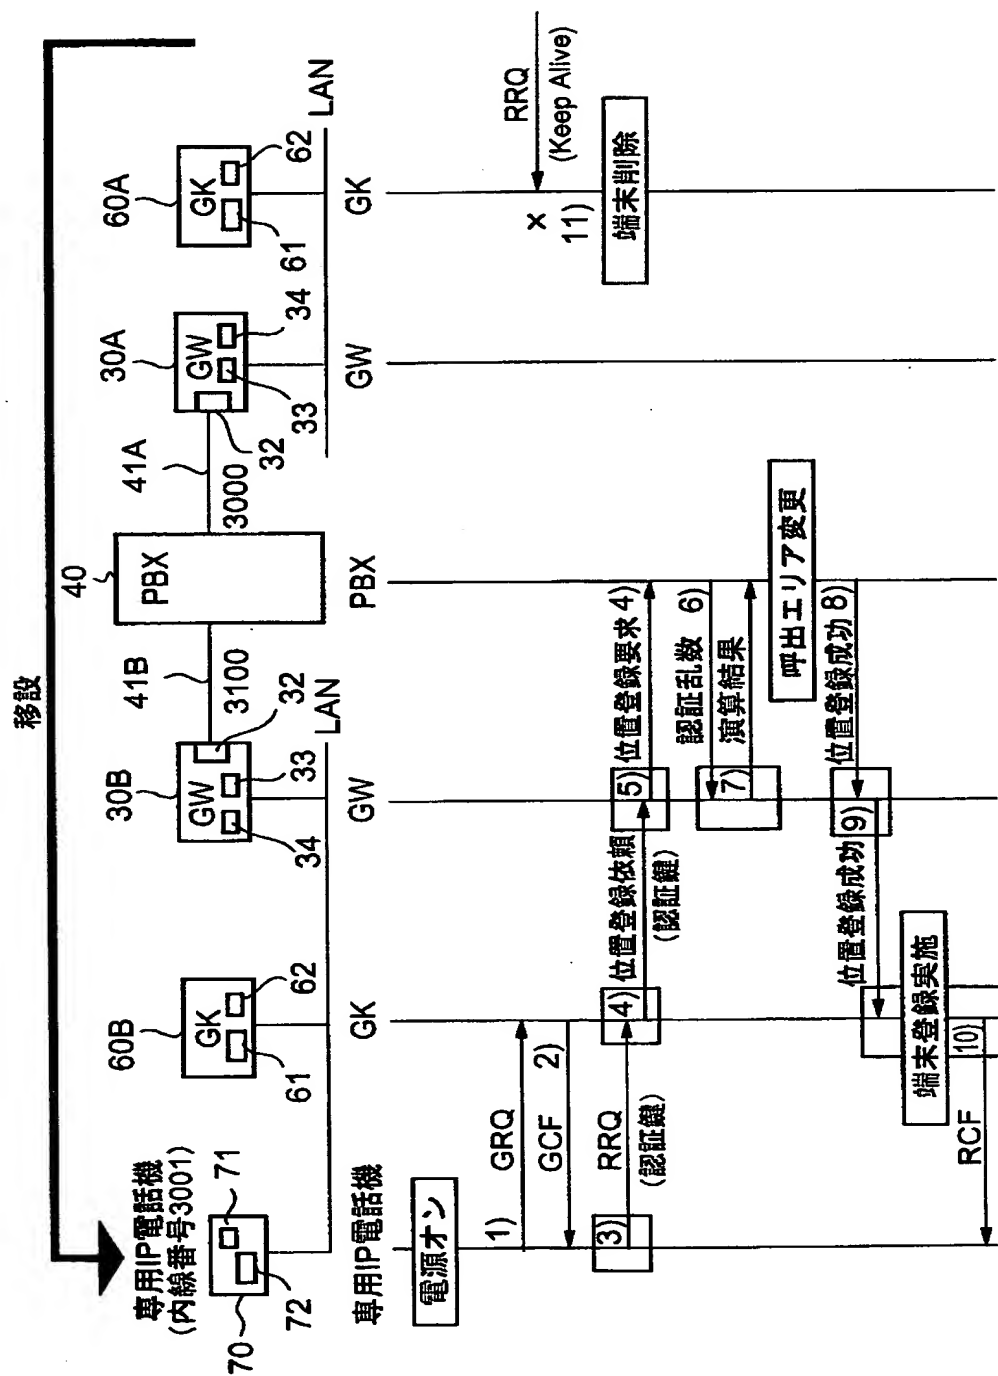 移設
専用IP電話機
(内線番号3001)
70
71
72
60B
GK
61
62
30B
GW
34
33
32
LAN
41B
3100
40
PBX
41A
3000
30A
GW
32
33
34
60A
GK
61
62
LAN
専用IP電話機
GK
GW
PBX
GW
GK
電源オン
1)
GRQ
GCF
2)
RRQ
(Keep Alive)
×
11)
端末削除
3)
RRQ
(認証鍵)
4)
位置登録依頼
(認証鍵)
5)
位置登録要求 4)
認証乱数 6)
7)
演算結果
呼出エリア変更
位置登録成功 8)
9)
位置登録成功
端末登録実施
10)
RCF